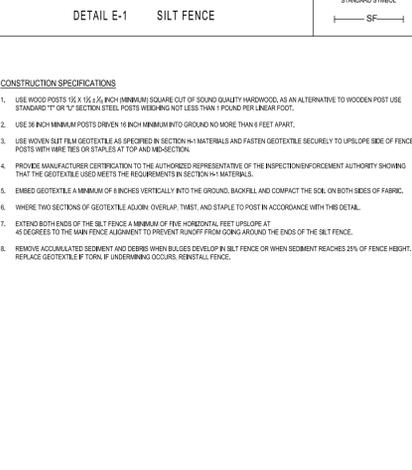 STANDARD SYMBOL
DETAIL E-1 SILT FENCE
SF
CONSTRUCTION SPECIFICATIONS
1. USE WOOD POSTS 1¾ X 1¾ ± 1/16 INCH (MINIMUM) SQUARE CUT OF SOUND QUALITY HARDWOOD. AS AN ALTERNATIVE TO WOODEN POST USE
STANDARD "T" OR "U" SECTION STEEL POSTS WEIGHING NOT LESS THAN 1 POUND PER LINEAR FOOT.
2. USE 36 INCH MINIMUM POSTS DRIVEN 16 INCH MINIMUM INTO GROUND NO MORE THAN 6 FEET APART.
3. USE WOVEN SLIT FILM GEOTEXTILE AS SPECIFIED IN SECTION H-1 MATERIALS AND FASTEN GEOTEXTILE SECURELY TO UPSLOPE SIDE OF FENCE
POSTS WITH WIRE TIES OR STAPLES AT TOP AND MID-SECTION.
4. PROVIDE MANUFACTURER CERTIFICATION TO THE AUTHORIZED REPRESENTATIVE OF THE INSPECTION/ENFORCEMENT AUTHORITY SHOWING
THAT THE GEOTEXTILE USED MEETS THE REQUIREMENTS IN SECTION H-1 MATERIALS.
5. EMBED GEOTEXTILE A MINIMUM OF 8 INCHES VERTICALLY INTO THE GROUND. BACKFILL AND COMPACT THE SOIL ON BOTH SIDES OF FABRIC.
6. WHERE TWO SECTIONS OF GEOTEXTILE ADJOIN: OVERLAP, TWIST, AND STAPLE TO POST IN ACCORDANCE WITH THIS DETAIL.
7. EXTEND BOTH ENDS OF THE SILT FENCE A MINIMUM OF FIVE HORIZONTAL FEET UPSLOPE AT
45 DEGREES TO THE MAIN FENCE ALIGNMENT TO PREVENT RUNOFF FROM GOING AROUND THE ENDS OF THE SILT FENCE.
8. REMOVE ACCUMULATED SEDIMENT AND DEBRIS WHEN BULGES DEVELOP IN SILT FENCE OR WHEN SEDIMENT REACHES 25% OF FENCE HEIGHT.
REPLACE GEOTEXTILE IF TORN. IF UNDERMINING OCCURS, REINSTALL FENCE.